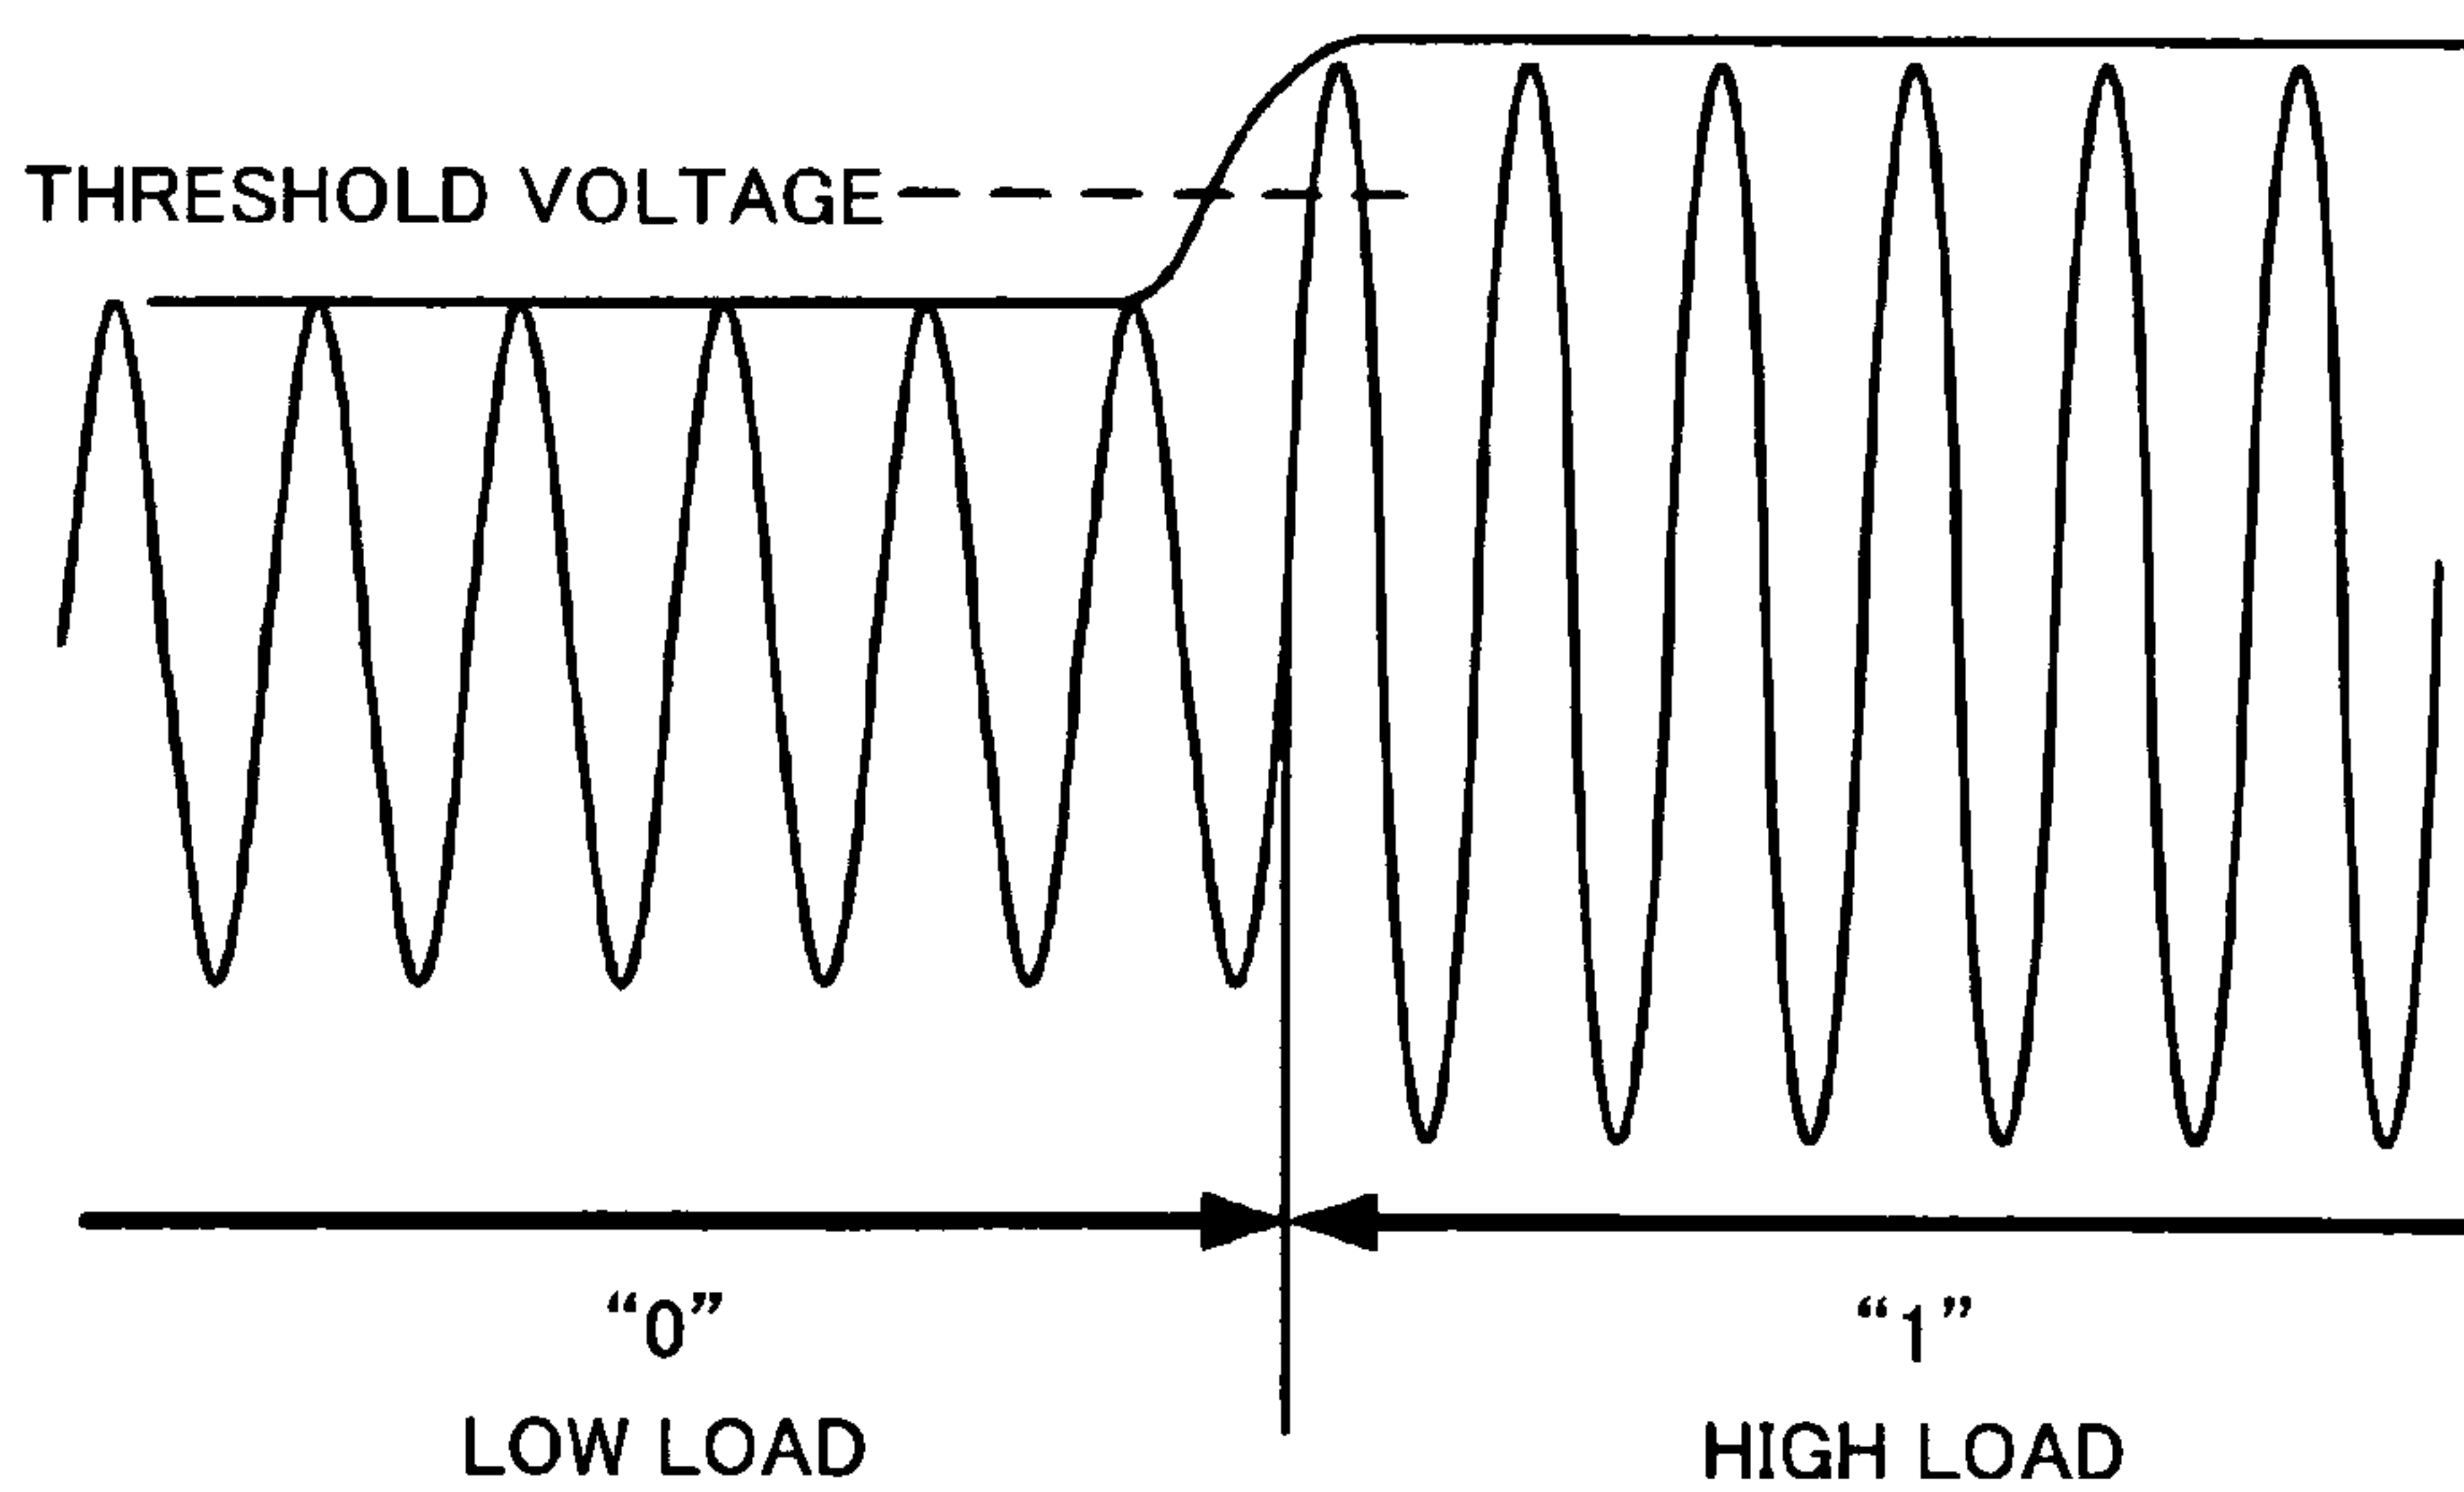 THRESHOLD VOLTAGE
“0”
LOW LOAD
“1”
HIGH LOAD